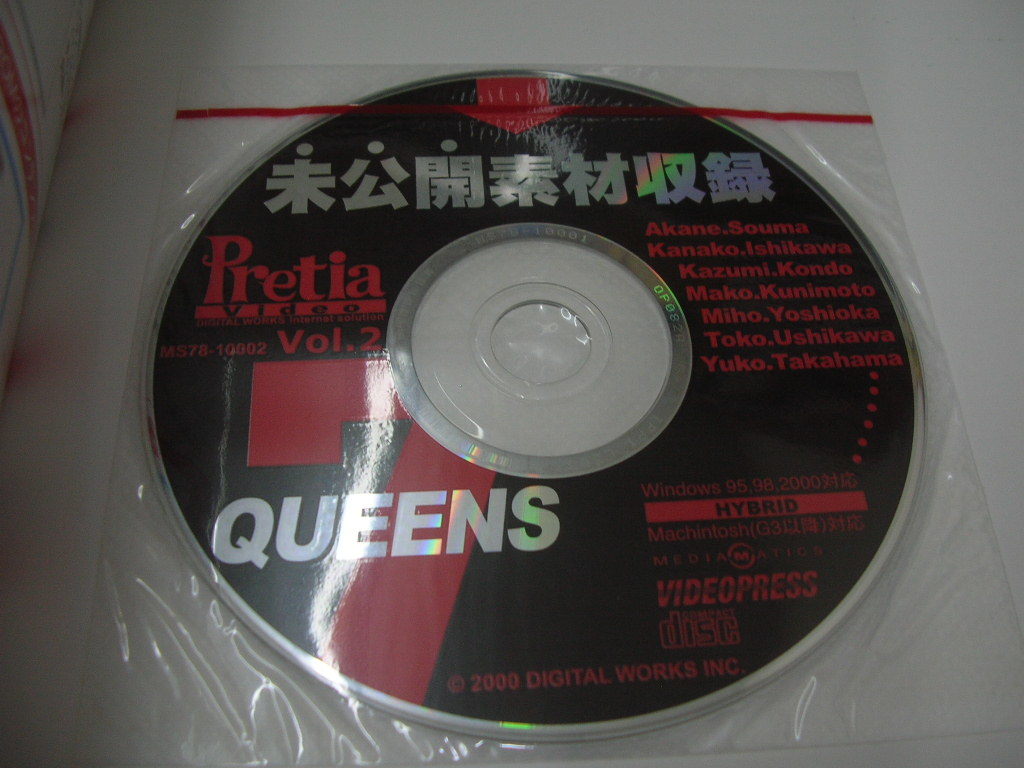 未公開素材収録
Pretia
video
DIGITAL WORKS internet solution
MS78-10002 Vol.2
7
QUEENS
MS78-10001
Akane.Souma
Kanako.Ishikawa
Kazumi.Kondo
Mako.Kunimoto
Miho.Yoshioka
Toko.Ushikawa
Yuko.Takahama
Windows 95,98,2000対応
HYBRID
Machintosh(G3以降)対応
MEDIAMATICS
VIDEOPRESS
COMPACT
disc
© 2000 DIGITAL WORKS INC.